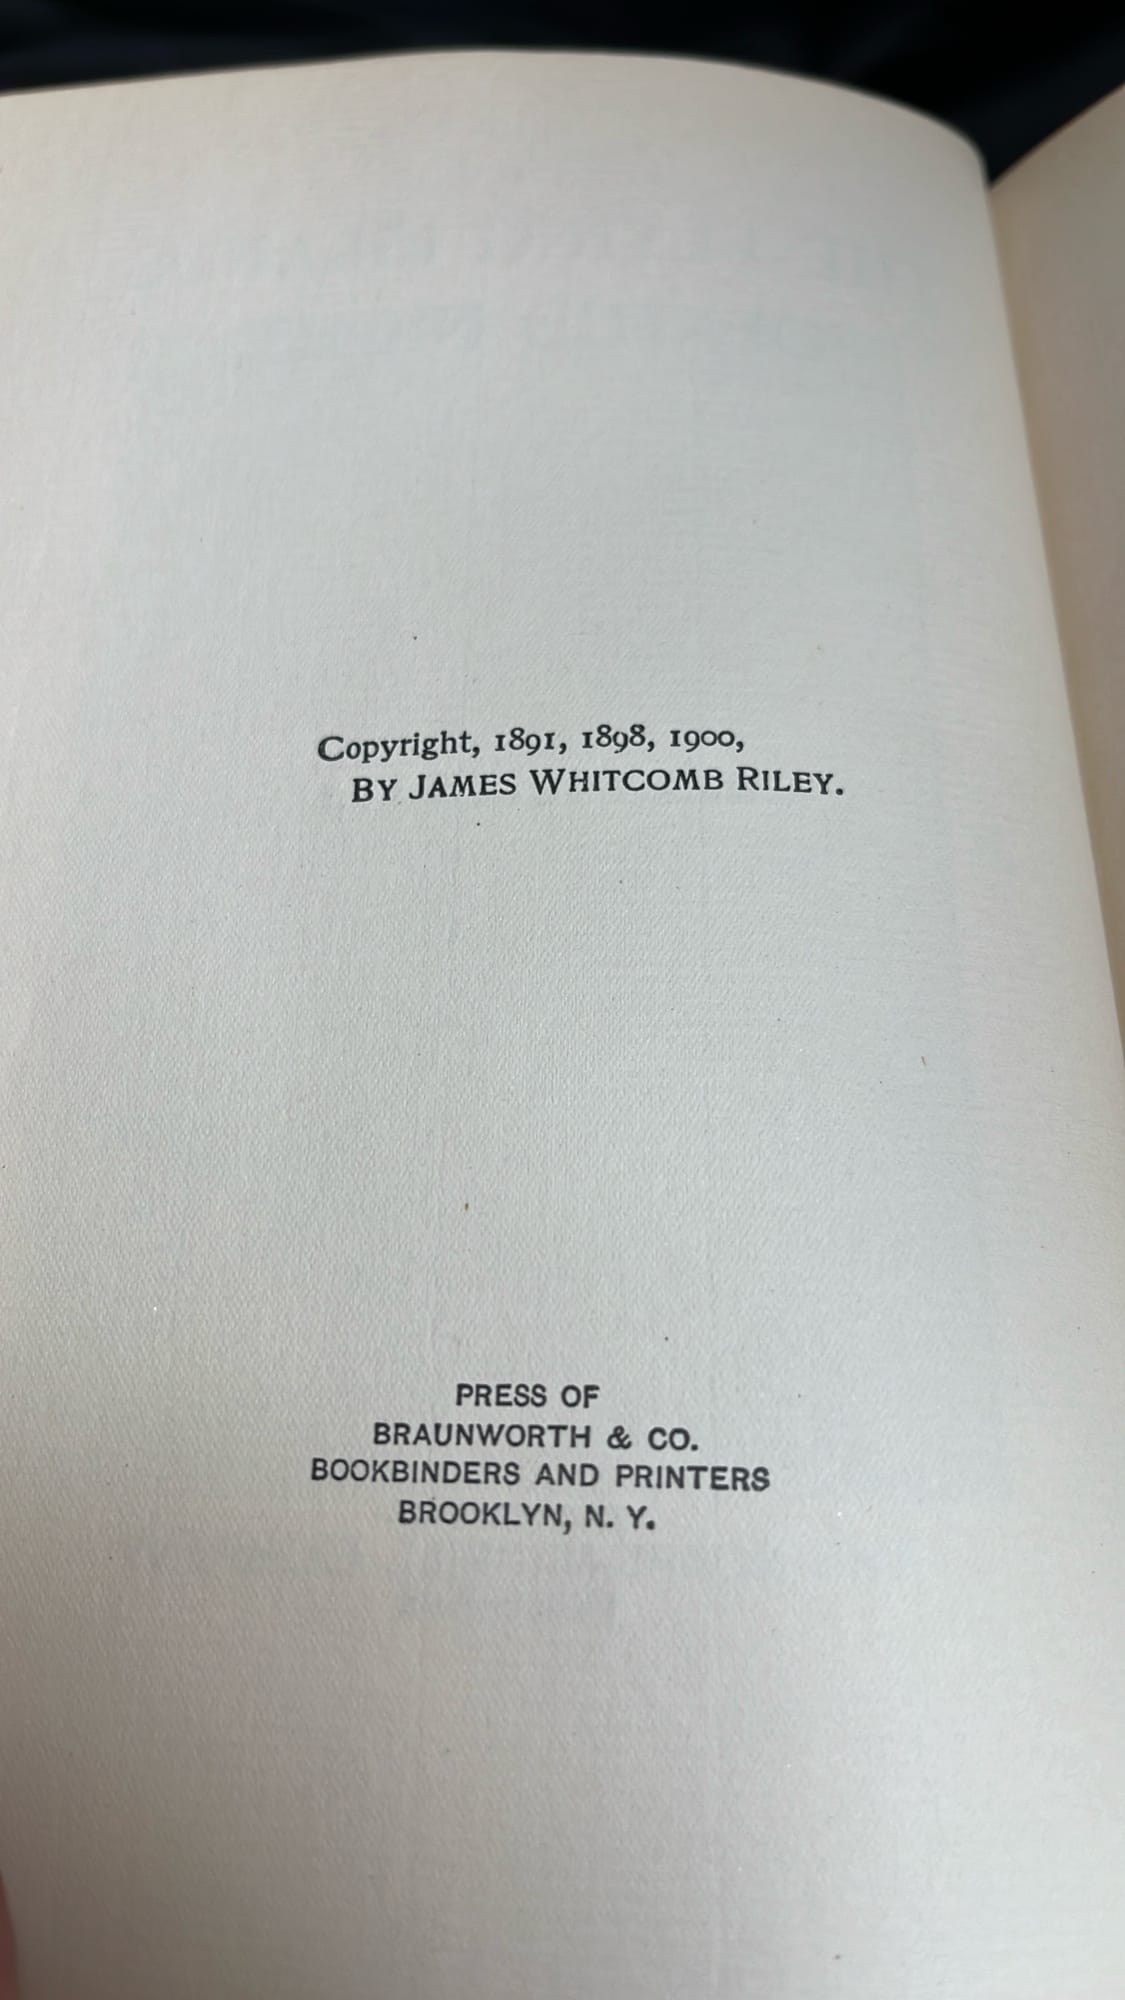 Copyright, 1891, 1898, 1900,
BY JAMES WHITCOMB RILEY.
PRESS OF
BRAUNWORTH & CO.
BOOKBINDERS AND PRINTERS
BROOKLYN, N. Y.